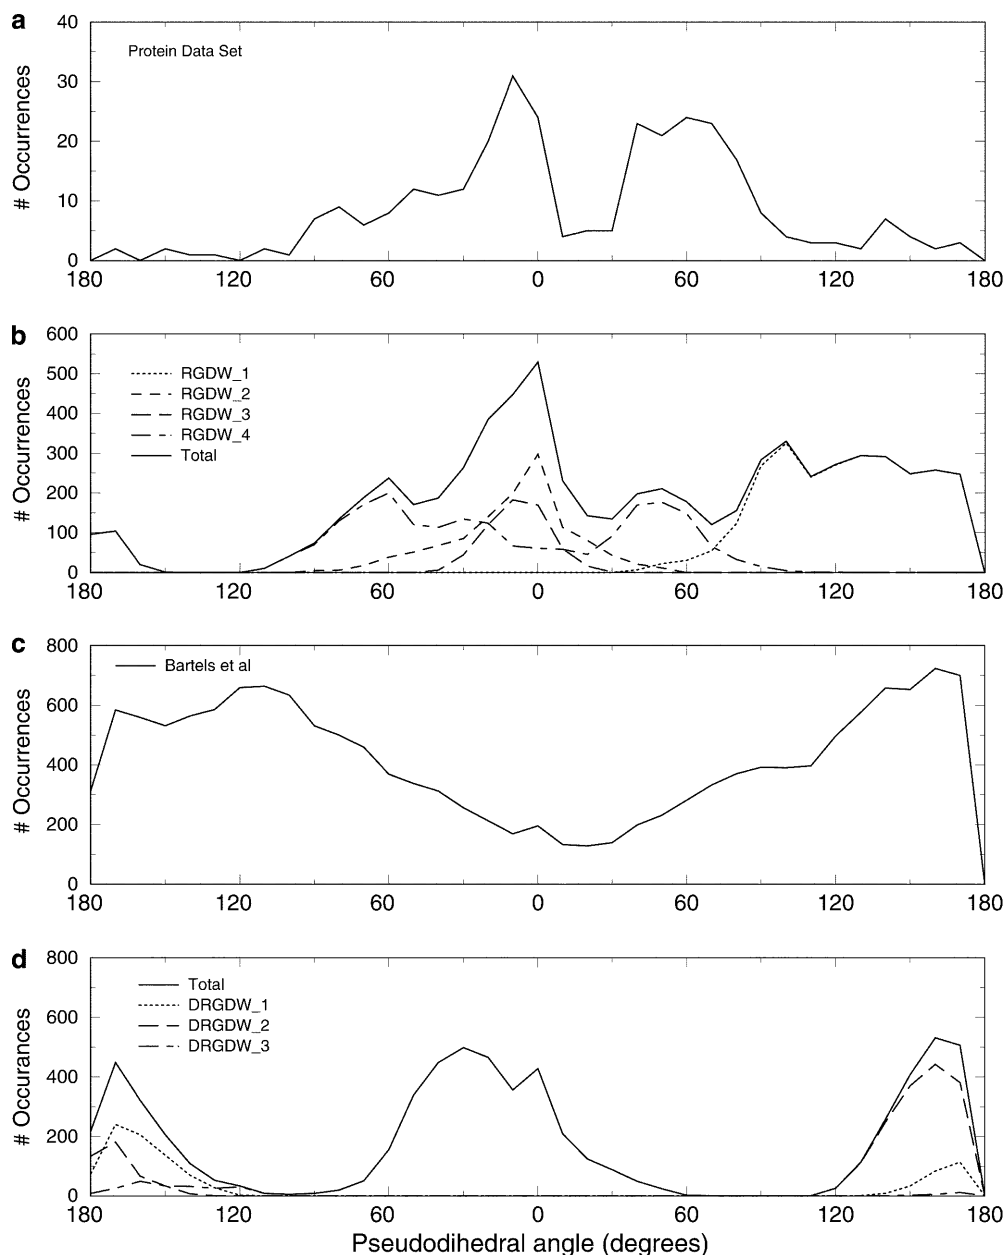 a
40
30
20
10
0
# Occurrences
Protein Data Set
180 120 60 0 60 120 180
b
600
500
400
300
200
100
0
# Occurrences
RGDW_1
RGDW_2
RGDW_3
RGDW_4
Total
180 120 60 0 60 120 180
c
800
600
400
200
0
# Occurrences
Bartels et al
180 120 60 0 60 120 180
d
800
600
400
200
0
# Occurances
Total
DRGDW_1
DRGDW_2
DRGDW_3
180 120 60 0 60 120 180
Pseudodihedral angle (degrees)